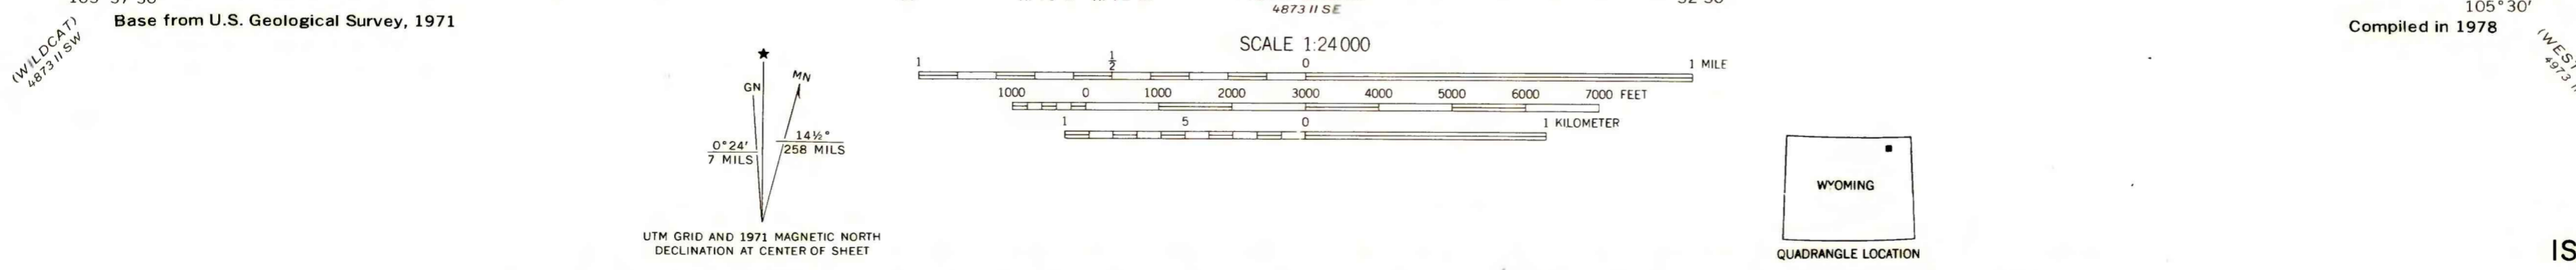 4873 II SE
105°30'
Base from U.S. Geological Survey, 1971
Compiled in 1978
(WILDCAT)
4873 II SW
SCALE 1:24 000
1 1/2 0 1 MILE
1000 0 1000 2000 3000 4000 5000 6000 7000 FEET
1 5 0 1 KILOMETER
★
GN
MN
0°24'
7 MILS
14½°
258 MILS
UTM GRID AND 1971 MAGNETIC NORTH
DECLINATION AT CENTER OF SHEET
WYOMING
QUADRANGLE LOCATION